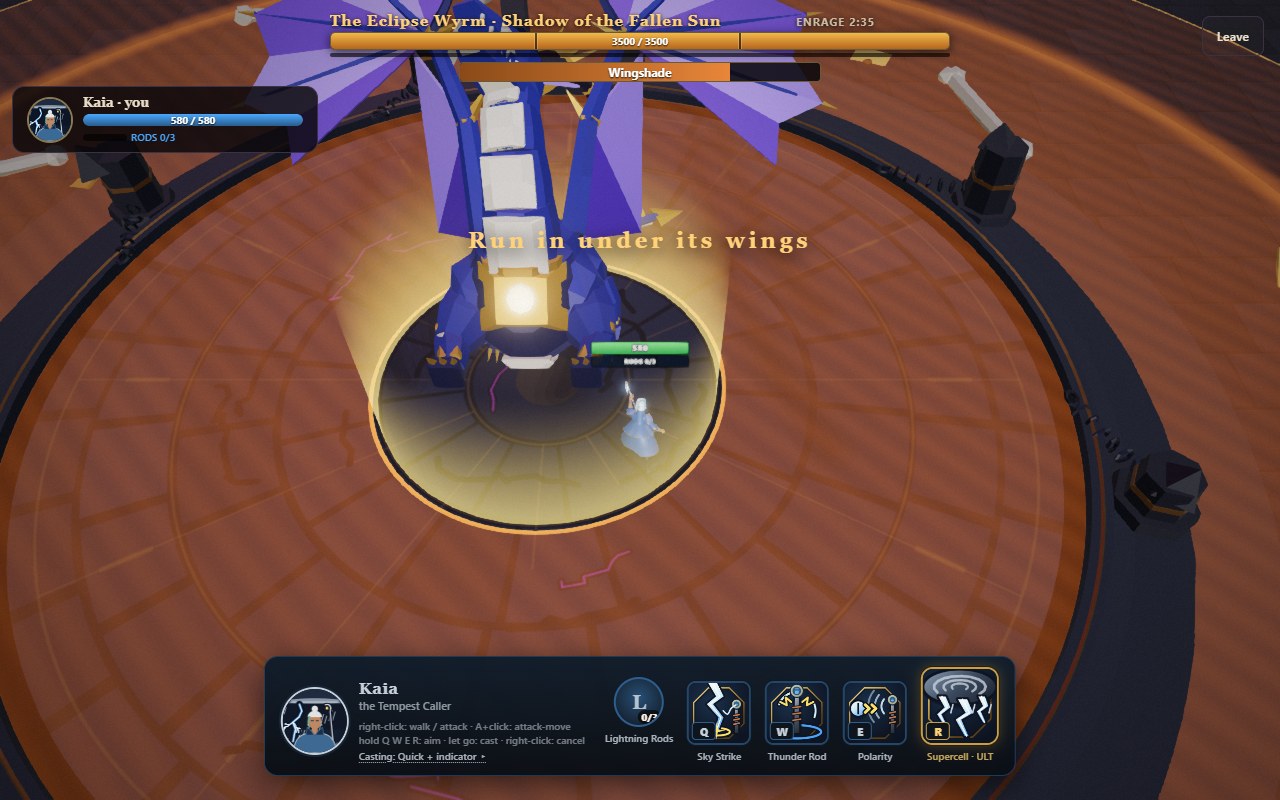 The Eclipse Wyrm · Shadow of the Fallen Sun
ENRAGE 2:35
3500 / 3500
Wingshade
Leave
Kaia · you
580 / 580
RODS 0/3
Run in under its wings
580
RODS 0/3
Kaia
the Tempest Caller
right-click: walk / attack · A+click: attack-move
hold Q W E R: aim · let go: cast · right-click: cancel
Casting: Quick + indicator
L
Lightning Rods
Q
Sky Strike
W
Thunder Rod
E
Polarity
R
Supercell · ULT